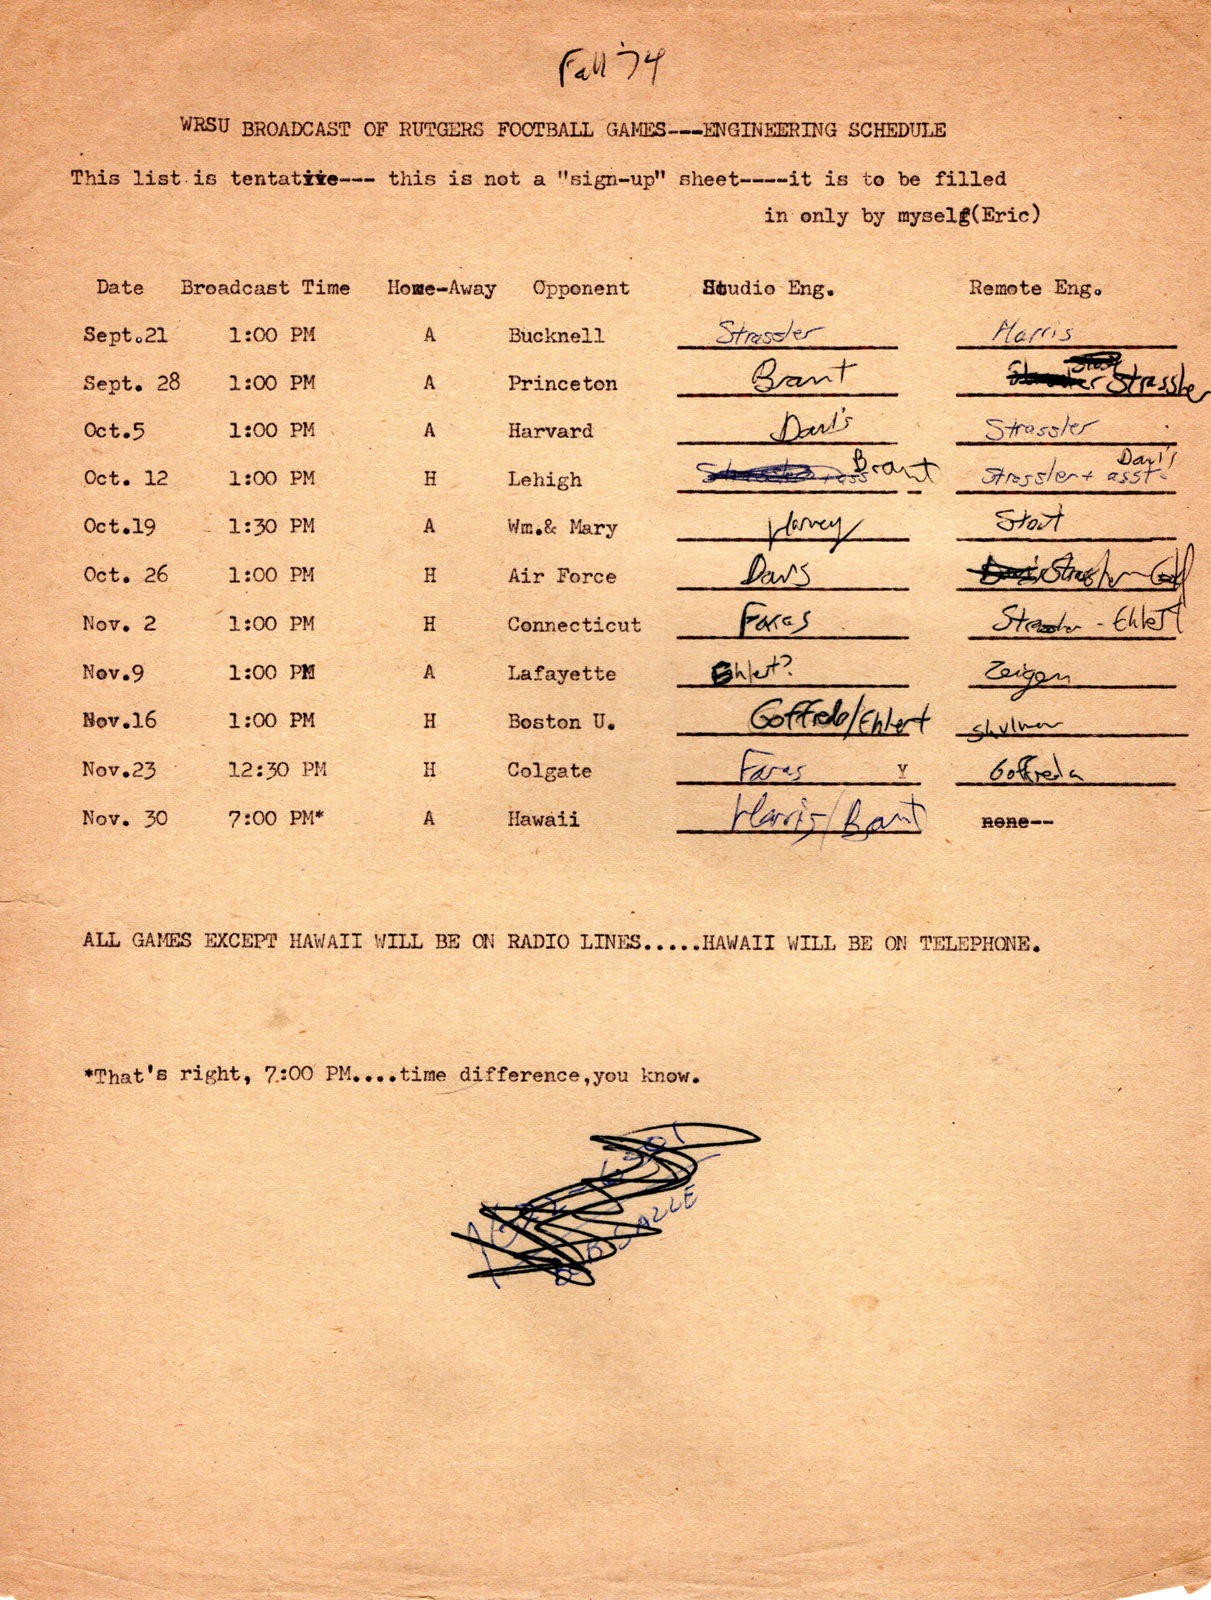 Fall '74
WRSU BROADCAST OF RUTGERS FOOTBALL GAMES---ENGINEERING SCHEDULE
This list is tentative--- this is not a "sign-up" sheet----it is to be filled
in only by myself(Eric)
Date Broadcast Time Home-Away Opponent Studio Eng. Remote Eng.
Sept.21 1:00 PM A Bucknell Strassler Harris
Sept. 28 1:00 PM A Princeton Brant Strassler
Oct.5 1:00 PM A Harvard Davis Strassler
Oct. 12 1:00 PM H Lehigh Brant Strassler + asst. Davis
Oct.19 1:30 PM A Wm.& Mary Harvey Stout
Oct. 26 1:00 PM H Air Force Davis Strassler - Goff
Nov. 2 1:00 PM H Connecticut Faras Strassler - Ehlert
Nov.9 1:00 PM A Lafayette Ehlert? Zeigen
Nov.16 1:00 PM H Boston U. Goffredo/Ehlert Shulman
Nov.23 12:30 PM H Colgate Faras Y Goffreda
Nov. 30 7:00 PM* A Hawaii Harris/Brant none--
ALL GAMES EXCEPT HAWAII WILL BE ON RADIO LINES.....HAWAII WILL BE ON TELEPHONE.
*That's right, 7:00 PM....time difference,you know.